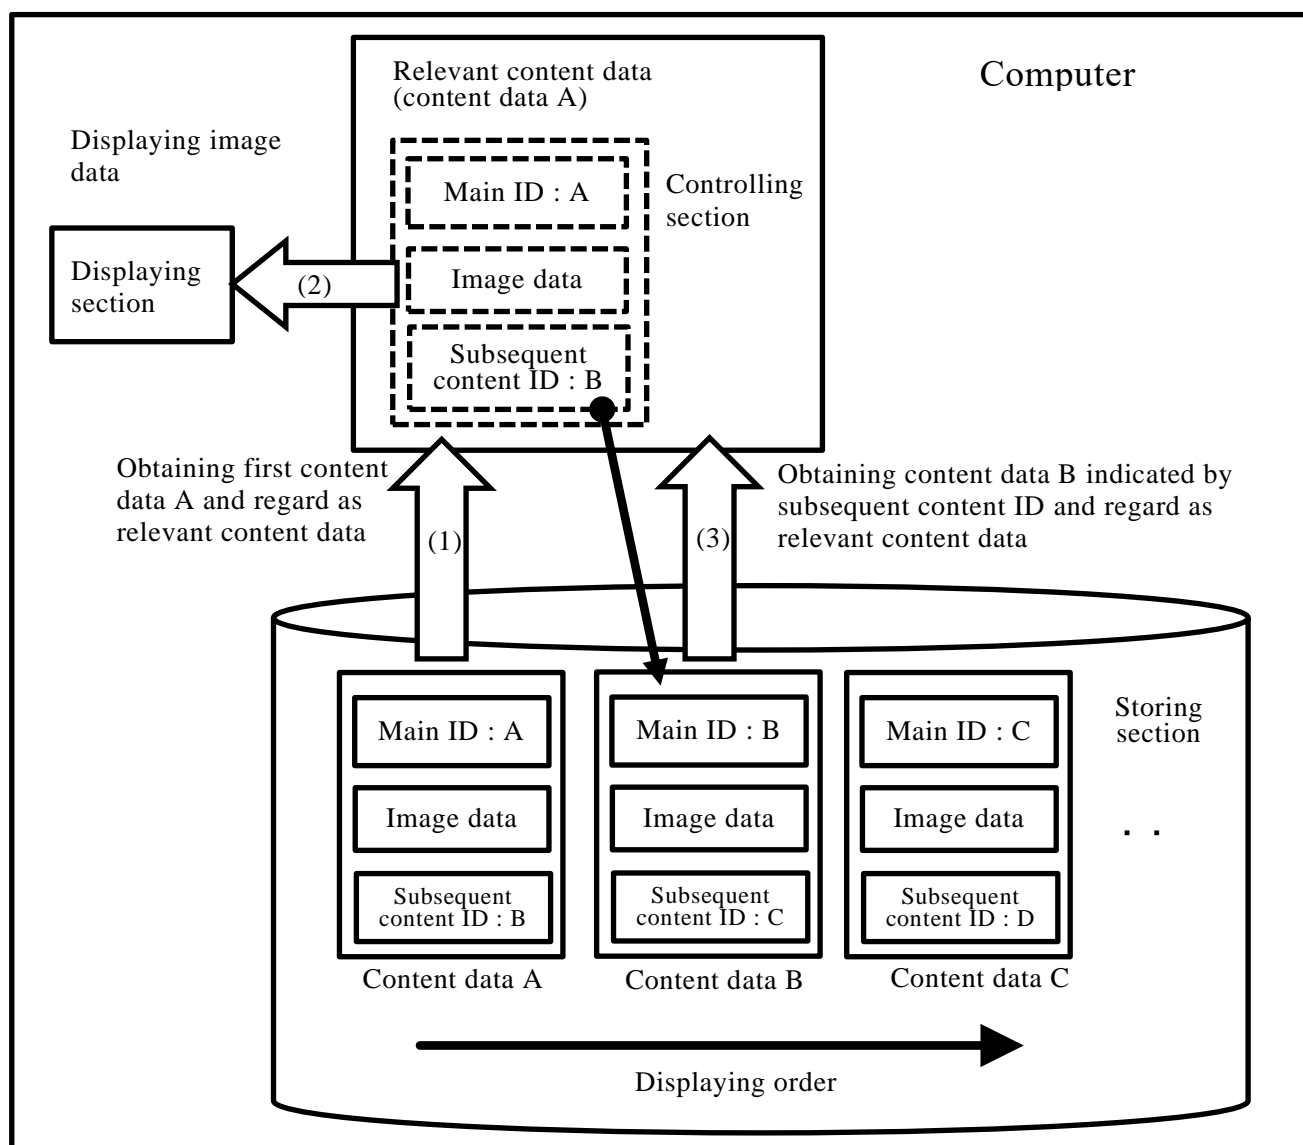 Computer
Relevant content data
(content data A)
Displaying image
data
Main ID : A
Controlling
section
Displaying
section
(2)
Image data
Subsequent
content ID : B
Obtaining first content
data A and regard as
relevant content data
(1)
(3)
Obtaining content data B indicated by
subsequent content ID and regard as
relevant content data
Main ID : A
Image data
Subsequent
content ID : B
Content data A
Main ID : B
Image data
Subsequent
content ID : C
Content data B
Main ID : C
Image data
Subsequent
content ID : D
Content data C
Storing
section
. .
Displaying order